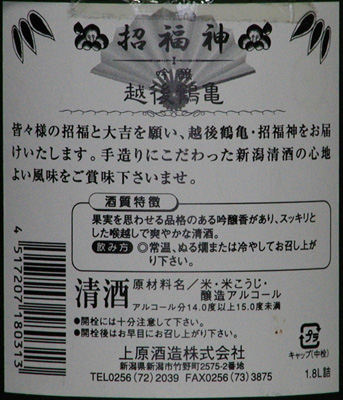 招福神
越後鶴亀
皆々様の招福と大吉を願い、越後鶴亀・招福神をお届
けいたします。手造りにこだわった新潟清酒の心地
よい風味をご賞味下さいませ。
酒質特徴
果実を思わせる品格のある吟醸香があり、スッキリと
した喉越しで爽やかな清酒。
飲み方 ◎常温、ぬる燗または冷やしてお召し上が
り下さい。
清酒 原材料名/米・米こうじ・
醸造アルコール
アルコール分14.0度以上15.0度未満
●開栓には十分注意して下さい。
●開栓後はお早目にお召し上がり下さい。
上原酒造株式会社
新潟県新潟市竹野町2575-2番地
TEL0256(72)2039 FAX0256(73)3875
プラ
キャップ(中栓)
1.8L詰
4517207180313